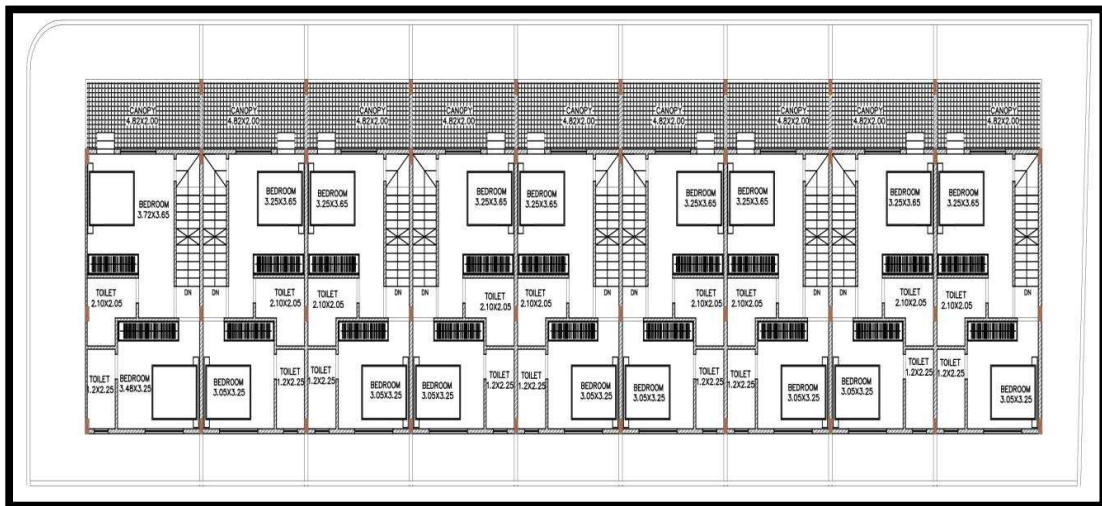 CANOPY
4.82X2.00
CANOPY
4.82X2.00
CANOPY
4.82X2.00
CANOPY
4.82X2.00
CANOPY
4.82X2.00
CANOPY
4.82X2.00
CANOPY
4.82X2.00
CANOPY
4.82X2.00
CANOPY
4.82X2.00
BEDROOM
3.72X3.65
BEDROOM
3.25X3.65
BEDROOM
3.25X3.65
BEDROOM
3.25X3.65
BEDROOM
3.25X3.65
BEDROOM
3.25X3.65
BEDROOM
3.25X3.65
BEDROOM
3.25X3.65
BEDROOM
3.25X3.65
TOILET
2.10X2.05
DN
DN
TOILET
2.10X2.05
TOILET
2.10X2.05
DN
DN
TOILET
2.10X2.05
TOILET
2.10X2.05
DN
DN
TOILET
2.10X2.05
TOILET
2.10X2.05
DN
DN
TOILET
2.10X2.05
TOILET
2.10X2.05
DN
TOILET
1.2X2.25
BEDROOM
3.48X3.25
BEDROOM
3.05X3.25
TOILET
1.2X2.25
TOILET
1.2X2.25
BEDROOM
3.05X3.25
BEDROOM
3.05X3.25
TOILET
1.2X2.25
TOILET
1.2X2.25
BEDROOM
3.05X3.25
BEDROOM
3.05X3.25
TOILET
1.2X2.25
TOILET
1.2X2.25
BEDROOM
3.05X3.25
BEDROOM
3.05X3.25
TOILET
1.2X2.25
TOILET
1.2X2.25
BEDROOM
3.05X3.25